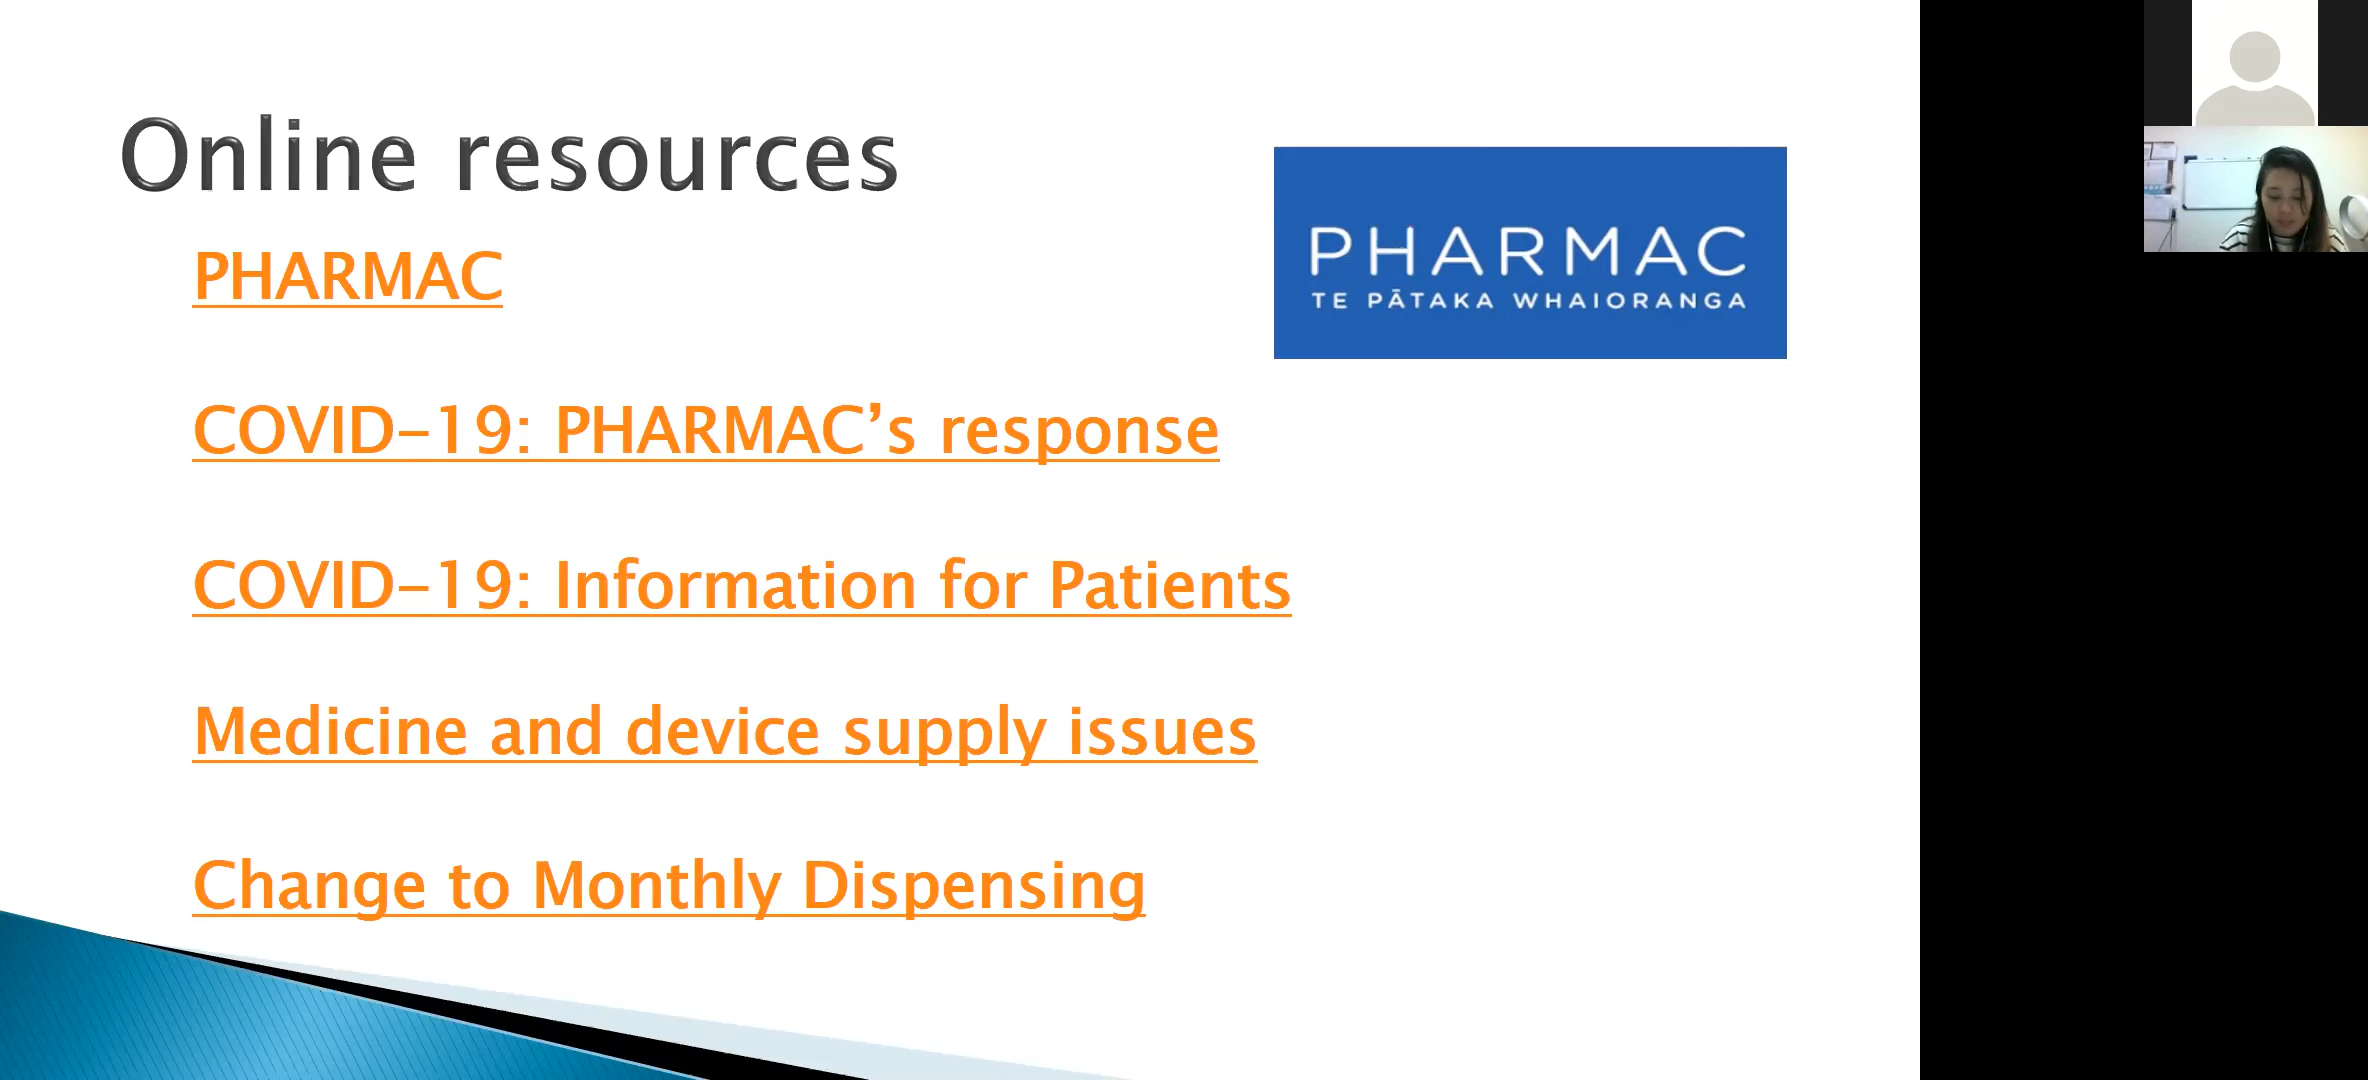 Online resources
PHARMAC
TE PĀTAKA WHAIORANGA
PHARMAC
COVID-19: PHARMAC’s response
COVID-19: Information for Patients
Medicine and device supply issues
Change to Monthly Dispensing